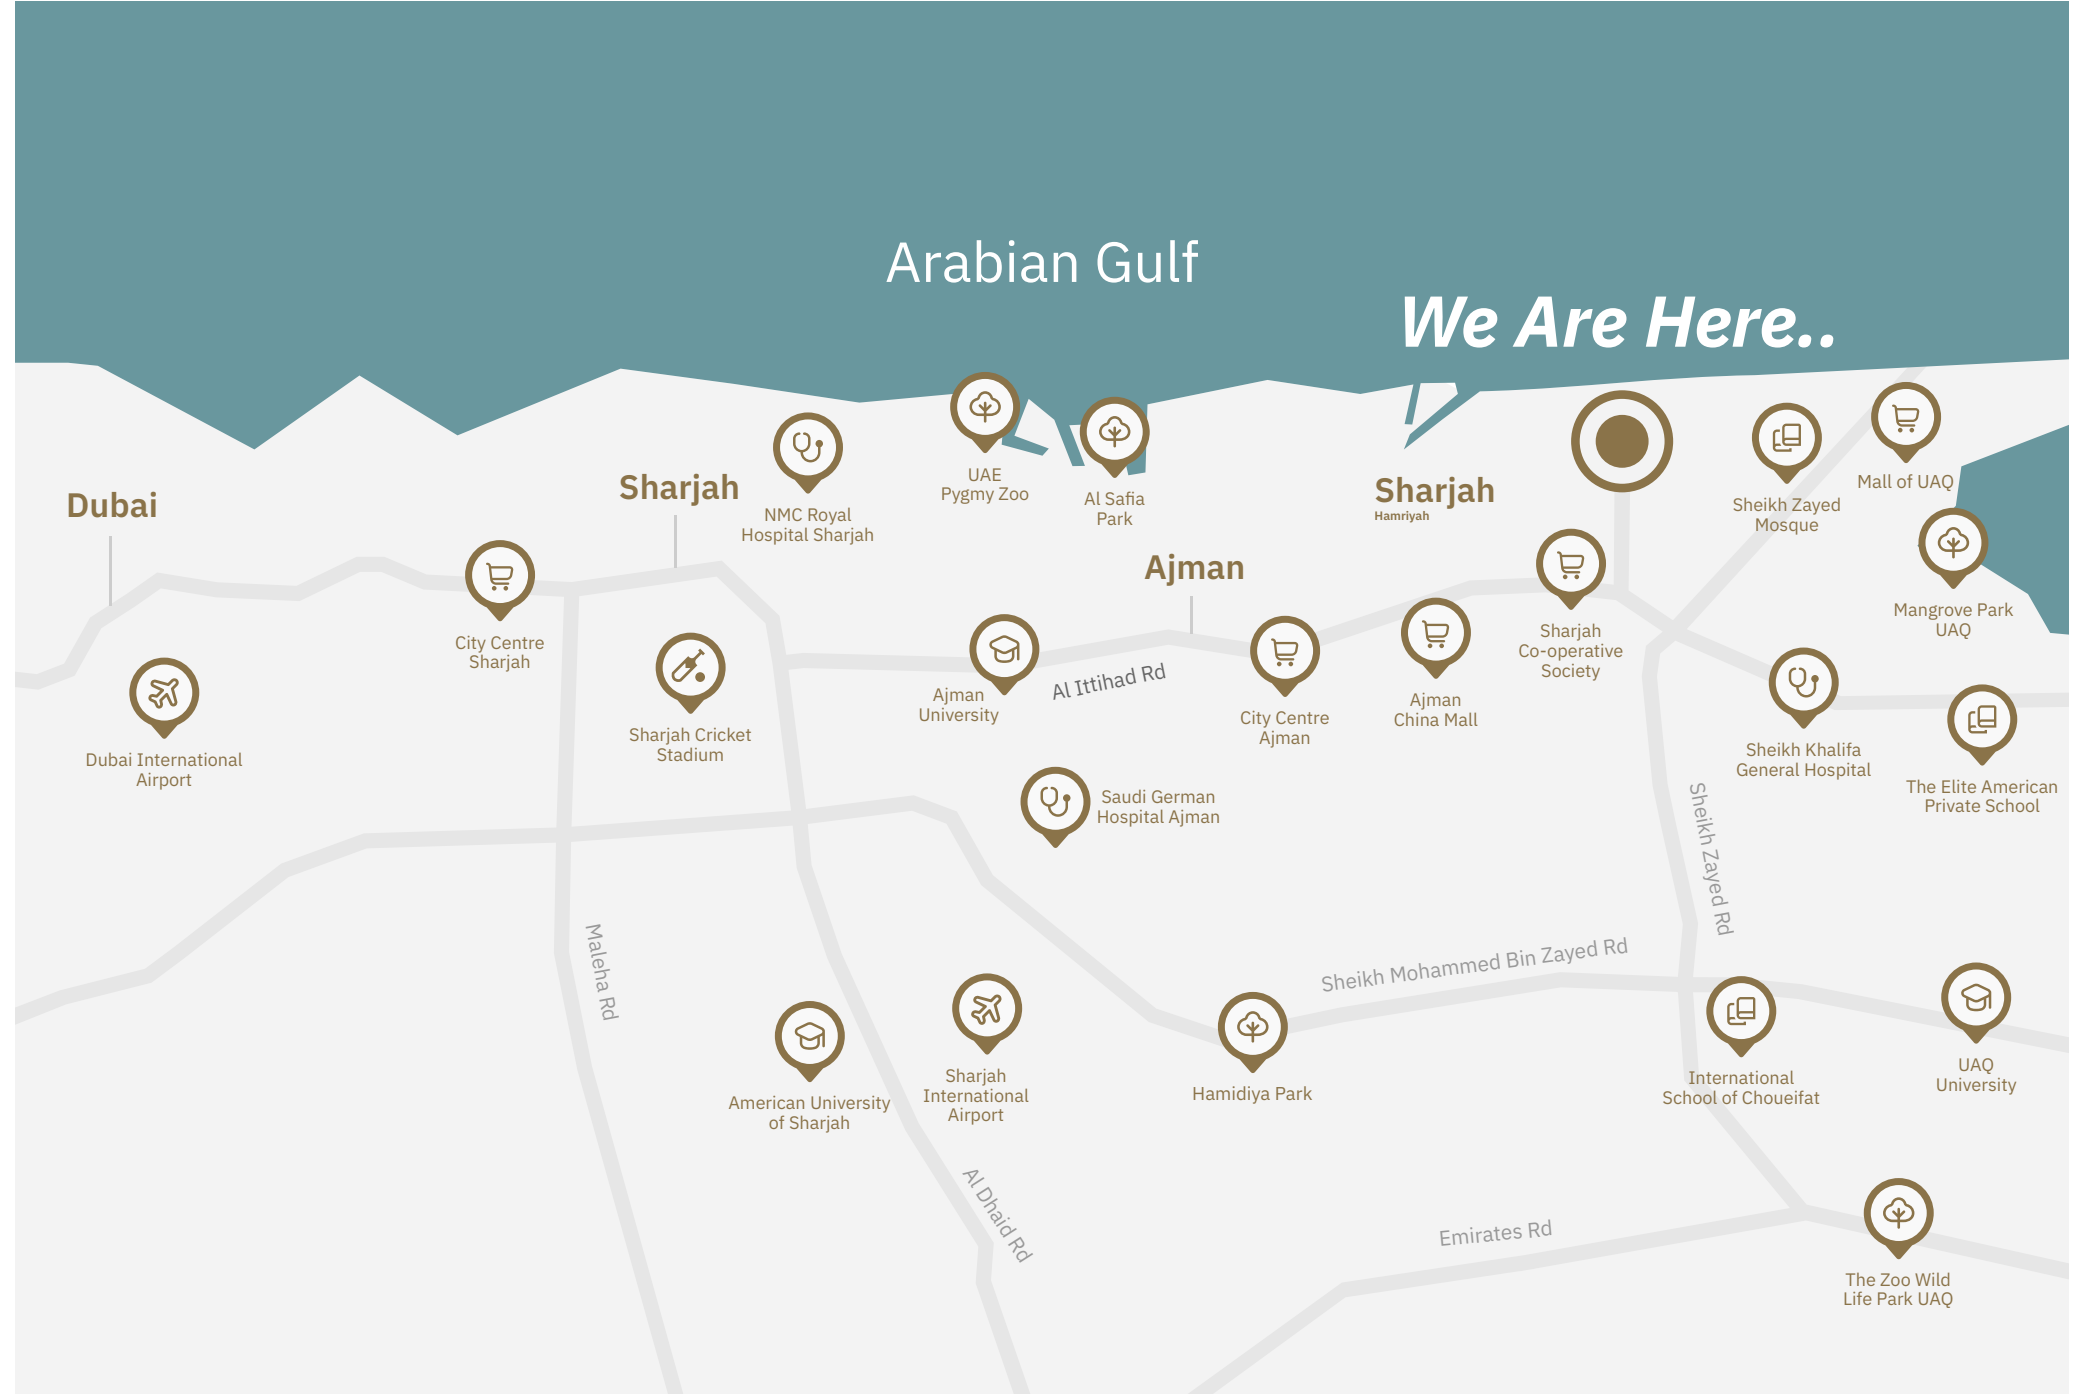 Arabian Gulf
We Are Here..
Dubai
Sharjah
NMC Royal
Hospital Sharjah
UAE
Pygmy Zoo
Al Safia
Park
Sharjah
Hamriyah
Sheikh Zayed
Mosque
Mall of UAQ
Ajman
Mangrove Park
UAQ
City Centre
Sharjah
Sharjah
Co-operative
Society
Dubai International
Airport
Sharjah Cricket
Stadium
Ajman
University
Al Ittihad Rd
City Centre
Ajman
Ajman
China Mall
Sheikh Khalifa
General Hospital
The Elite American
Private School
Saudi German
Hospital Ajman
Sheikh Zayed Rd
Maleha Rd
Sheikh Mohammed Bin Zayed Rd
American University
of Sharjah
Sharjah
International
Airport
Hamidiya Park
International
School of Choueifat
UAQ
University
Al Dhaid Rd
Emirates Rd
The Zoo Wild
Life Park UAQ